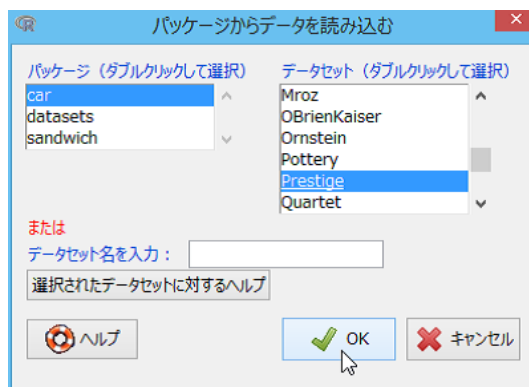 パッケージからデータを読み込む
パッケージ（ダブルクリックして選択）
car
datasets
sandwich
データセット（ダブルクリックして選択）
Mroz
OBrienKaiser
Ornstein
Pottery
Prestige
Quartet
または
データセット名を入力：
選択されたデータセットに対するヘルプ
ヘルプ
OK
キャンセル